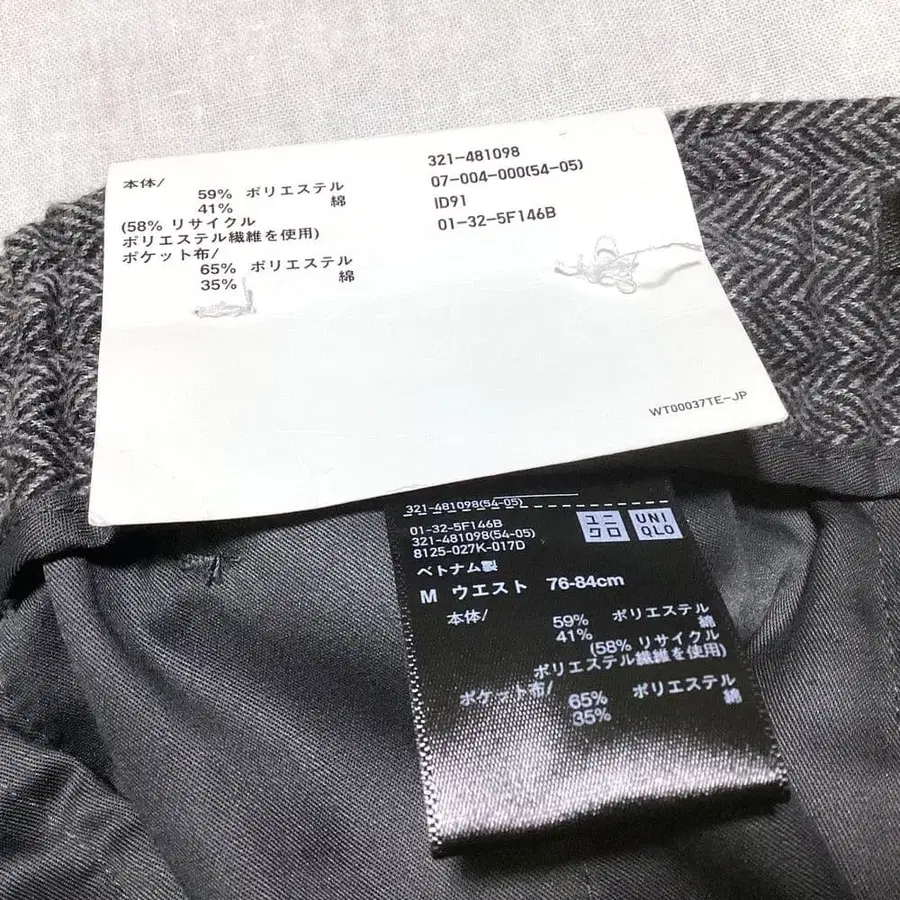 本体/
59% ポリエステル
41% 綿
(58% リサイクル
ポリエステル繊維を使用)
ポケット布/
65% ポリエステル
35% 綿
321-481098
07-004-000(54-05)
ID91
01-32-5F146B
WT00037TE-JP
321-481098(54-05)
01-32-5F146B
321-481098(54-05)
8125-027K-017D
ユニ
クロ
UNI
QLO
ベトナム製
M ウエスト 76-84cm
本体/
59% ポリエステル
41% 綿
(58% リサイクル
ポリエステル繊維を使用)
ポケット布/
65% ポリエステル
35% 綿